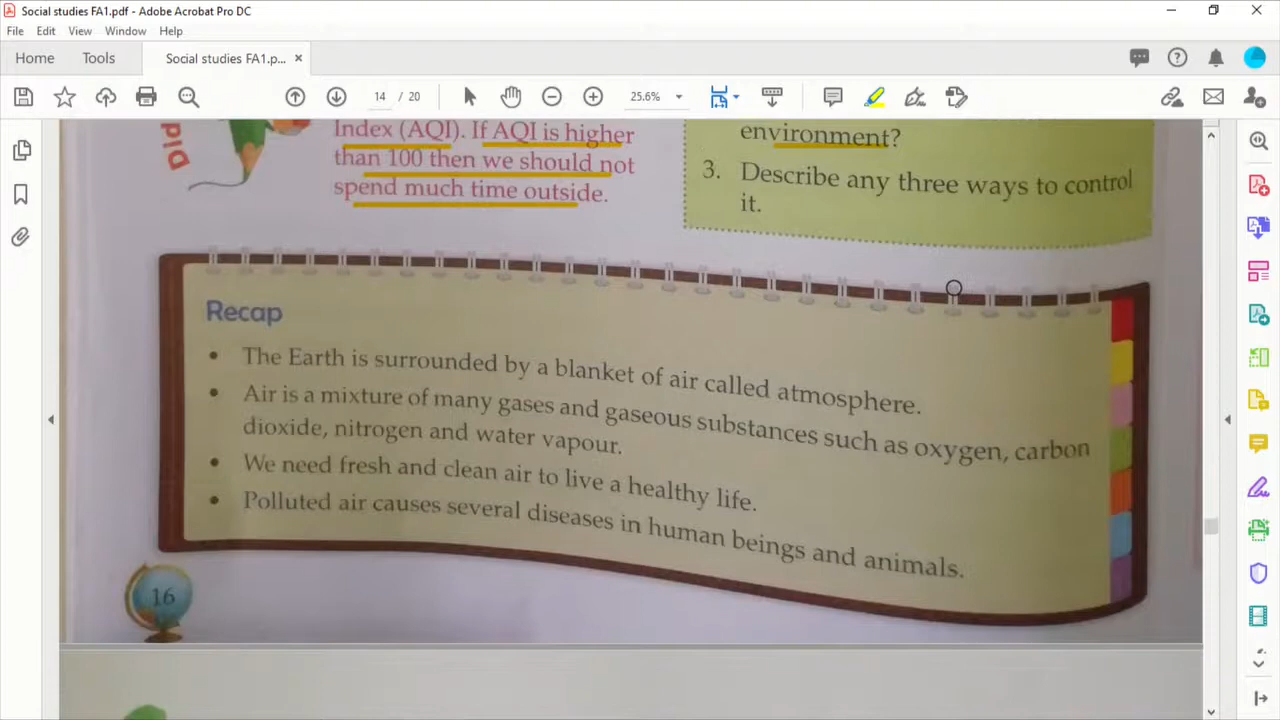 Social studies FA1.pdf - Adobe Acrobat Pro DC
File Edit View Window Help
Home Tools Social studies FA1.p... ×
14 / 20 25.6%
Did
Index (AQI). If AQI is higher
than 100 then we should not
spend much time outside.
environment?
3. Describe any three ways to control
it.
Recap
• The Earth is surrounded by a blanket of air called atmosphere.
• Air is a mixture of many gases and gaseous substances such as oxygen, carbon
dioxide, nitrogen and water vapour.
• We need fresh and clean air to live a healthy life.
• Polluted air causes several diseases in human beings and animals.
16